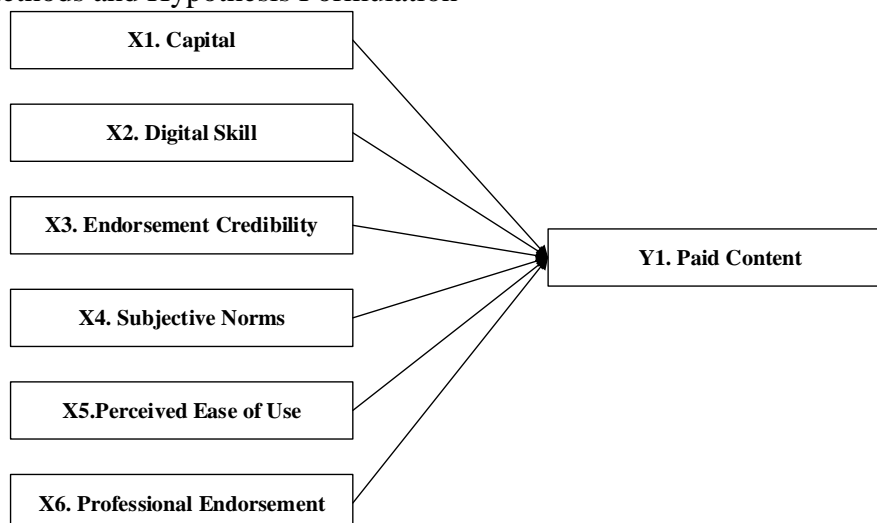 ethods and Hypothesis Formulation
X1. Capital
X2. Digital Skill
X3. Endorsement Credibility
X4. Subjective Norms
X5.Perceived Ease of Use
X6. Professional Endorsement
Y1. Paid Content